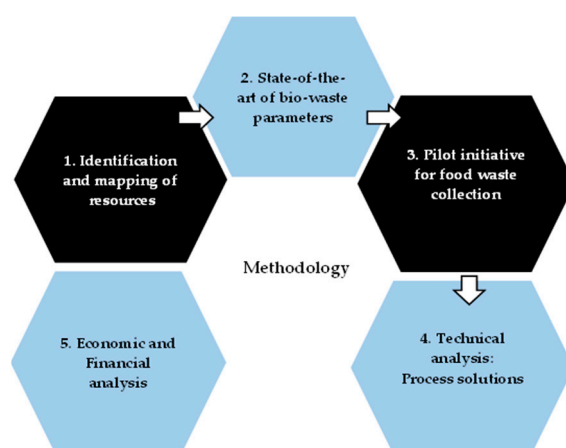 1. Identification
and mapping of
resources
2. State-of-the-
art of bio-waste
parameters
3. Pilot initiative
for food waste
collection
Methodology
4. Technical
analysis:
Process solutions
5. Economic and
Financial
analysis